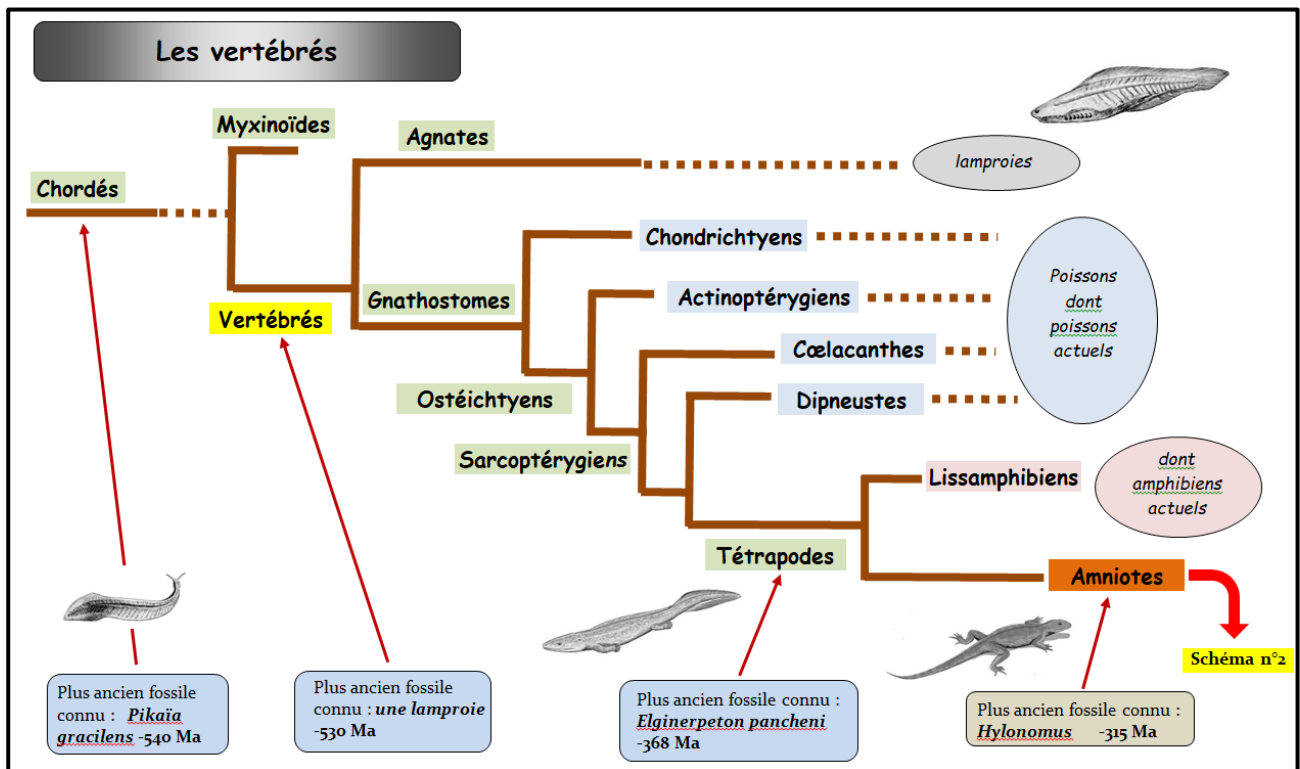 Les vertébrés
Myxinoïdes
Agnates
lamproies
Chordés
Chondrichtyens
Poissons
dont
poissons
actuels
Gnathostomes
Actinoptérygiens
Vertébrés
Cœlacanthes
Ostéichtyens
Dipneustes
Sarcoptérygiens
Lissamphibiens
dont
amphibiens
actuels
Tétrapodes
Amniotes
Schéma n°2
Plus ancien fossile
connu : Pikaïa
gracilens -540 Ma
Plus ancien fossile
connu : une lamproie
-530 Ma
Plus ancien fossile connu :
Elginerpeton pancheni
-368 Ma
Plus ancien fossile connu :
Hylonomus -315 Ma